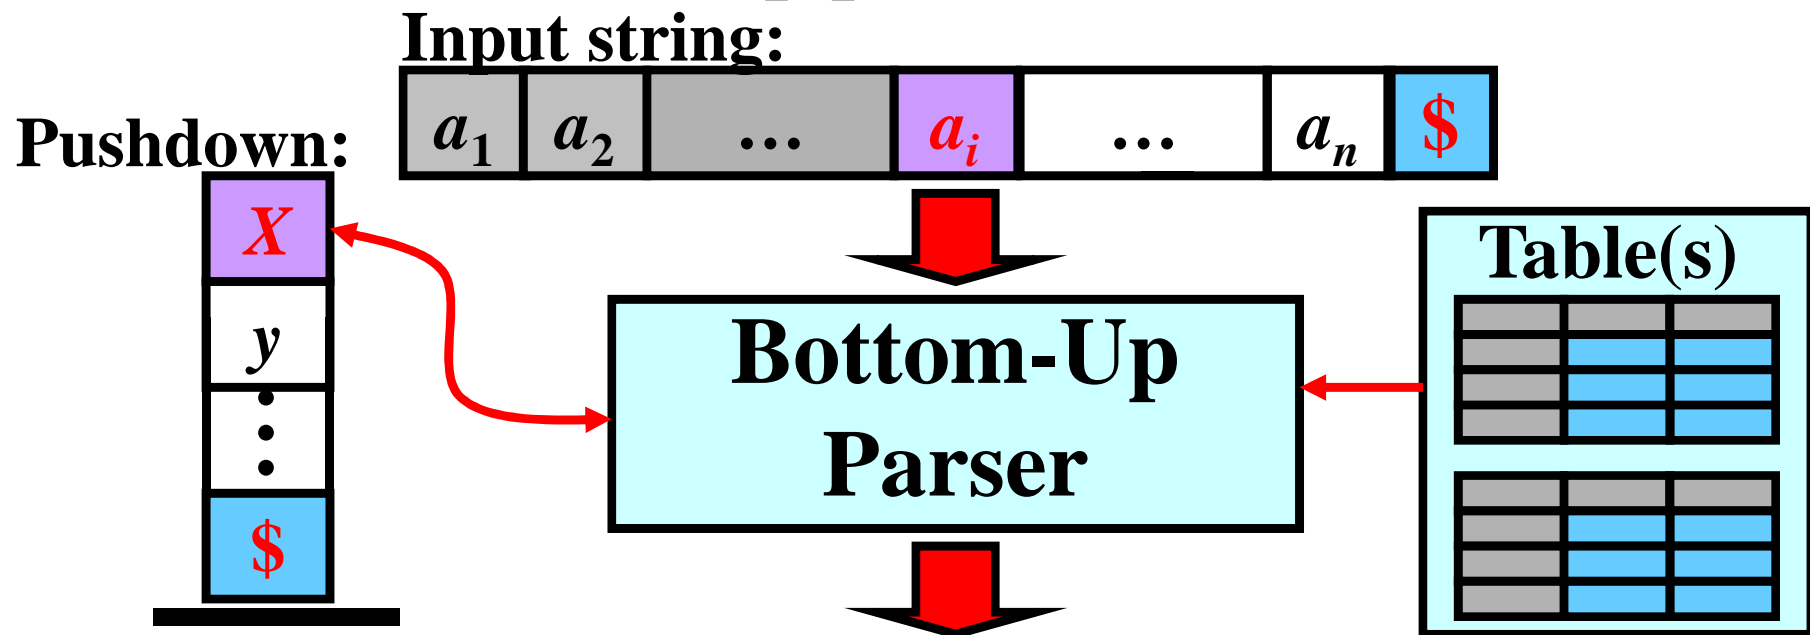 Input string:
a1 a2 ... ai ... an $
Pushdown:
X
y
$
Table(s)
Bottom-Up
Parser